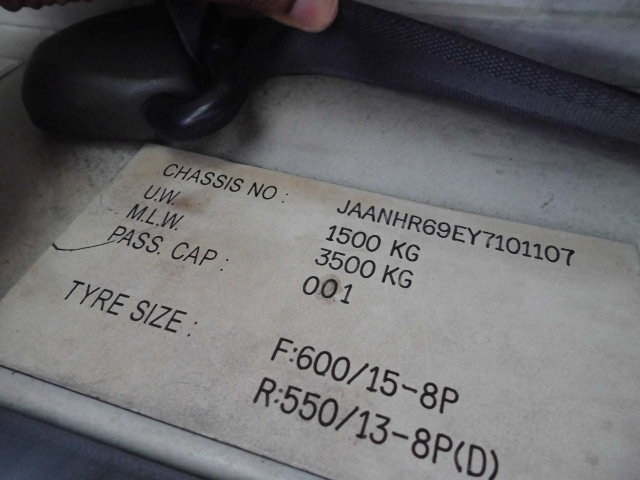 CHASSIS NO : JAANHR69EY7101107
U.W. 1500 KG
M.L.W. 3500 KG
PASS. CAP : 001
TYRE SIZE :
F:600/15-8P
R:550/13-8P(D)